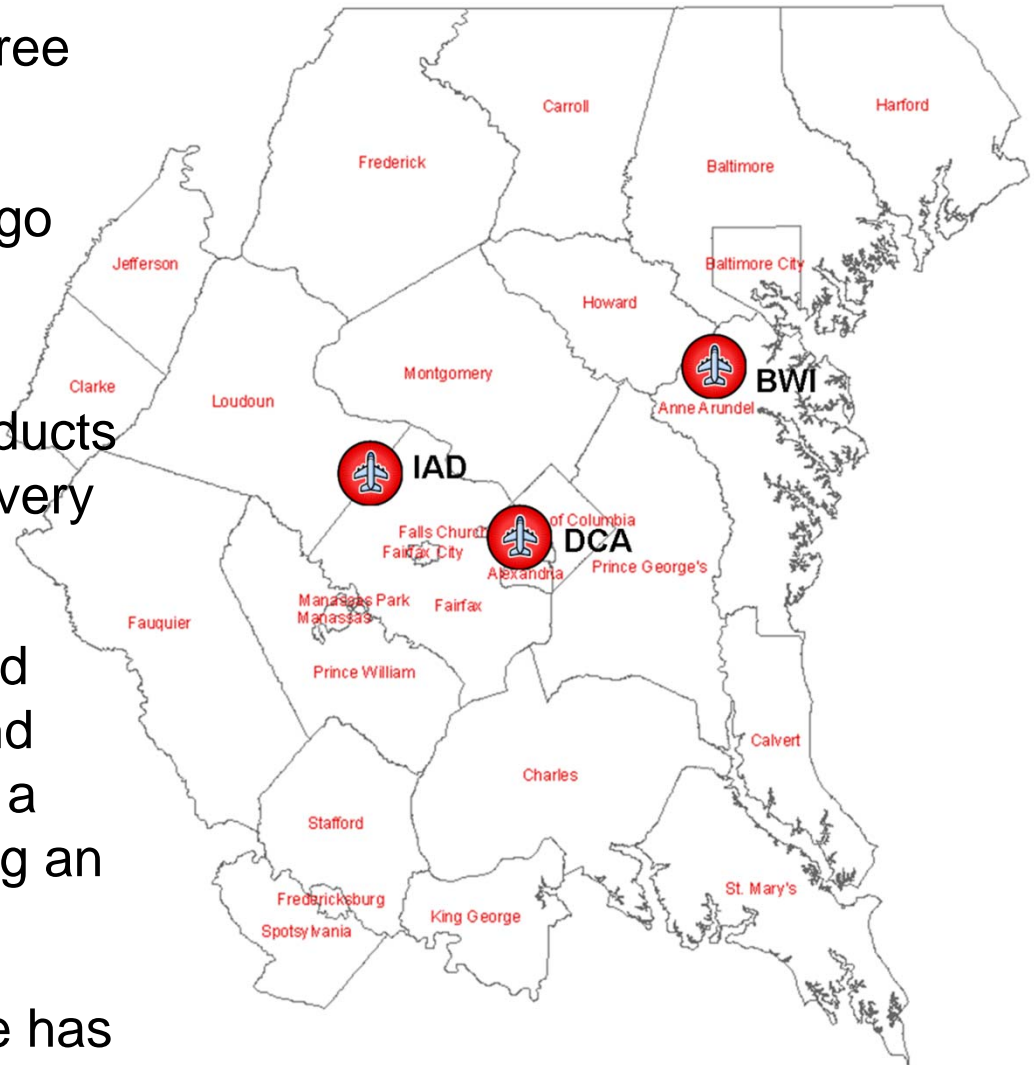 ree
go
ducts
very
d
nd
a
g an
e has
Carroll
Harford
Frederick
Baltimore
Jefferson
Baltimore City
Howard
Montgomery
Clarke
Loudoun
BWI
Anne Arundel
IAD
of Columbia
Falls Church
DCA
Fairfax City
Prince George's
Alexandria
Manassas Park
Fairfax
Manassas
Fauquier
Prince William
Calvert
Charles
Stafford
St. Mary's
Fredericksburg
King George
Spotsylvania